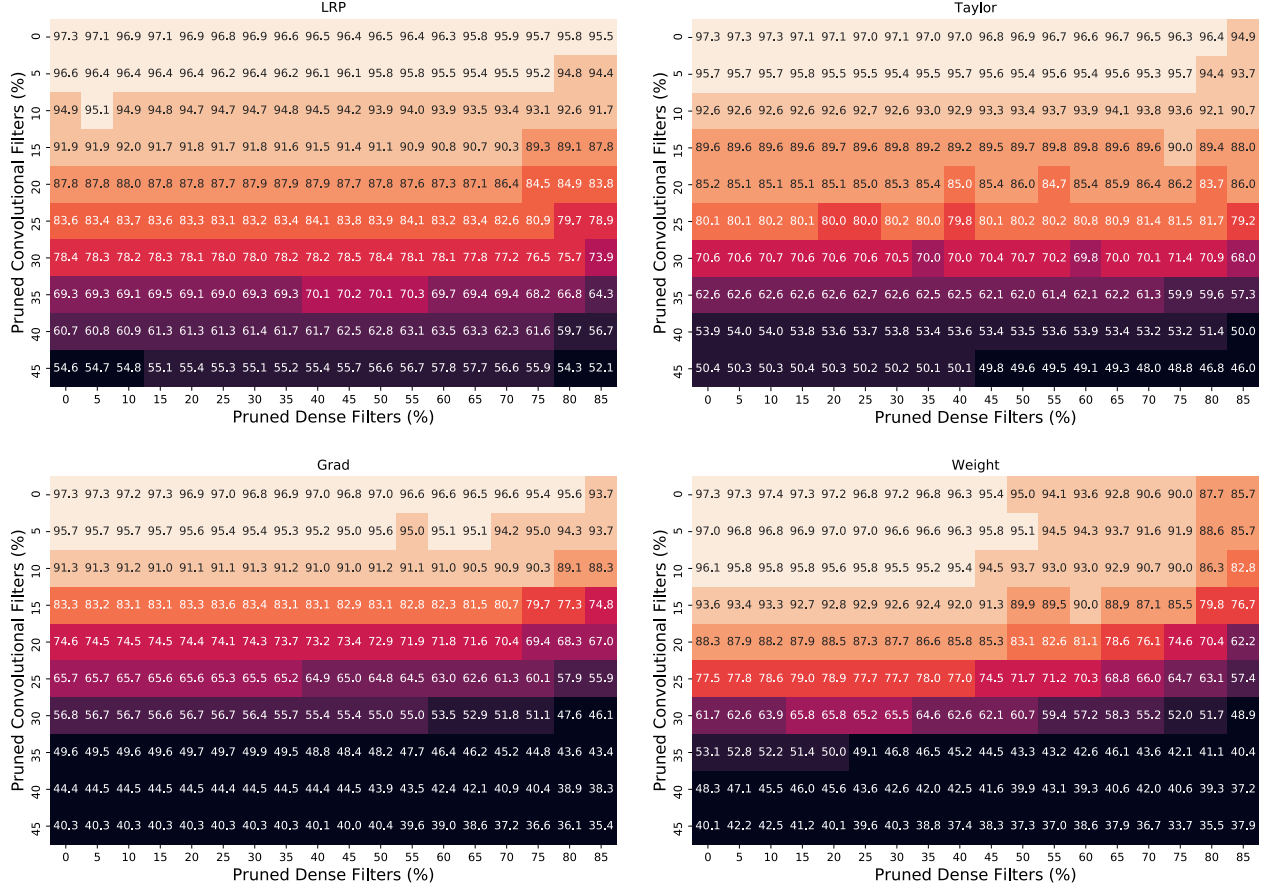 LRP
0 97.3 97.1 96.9 97.1 96.9 96.8 96.9 96.6 96.6 96.5 96.4 96.4 96.3 95.8 95.9 95.7 95.8 95.5
5 96.6 96.4 96.4 96.4 96.4 96.2 96.4 96.2 96.1 96.1 95.8 95.8 95.5 95.4 95.5 95.2 94.8 94.4
10 94.9 95.1 94.9 94.8 94.7 94.7 94.7 94.8 94.5 94.2 93.9 94.0 93.9 93.5 93.4 93.1 92.6 91.7
15 91.9 91.9 92.0 91.7 91.8 91.7 91.8 91.6 91.5 91.4 91.1 90.9 90.8 90.7 90.3 89.3 89.1 87.8
20 87.8 87.8 88.0 87.8 87.9 87.8 87.9 87.9 87.9 87.8 87.8 87.6 87.3 87.1 86.4 84.5 84.9 83.8
25 83.6 83.4 83.7 83.6 83.3 83.1 83.2 83.4 84.1 83.8 83.9 84.1 83.2 83.4 82.6 80.9 79.7 78.9
30 78.4 78.3 78.2 78.3 78.1 78.0 78.0 78.2 78.2 78.5 78.4 78.1 78.1 77.8 77.2 76.5 75.7 73.9
35 69.3 69.3 69.1 69.5 69.1 69.0 69.3 69.3 70.1 70.2 70.1 70.3 69.7 69.4 69.4 68.2 66.8 64.3
40 60.7 60.8 60.9 61.3 61.3 61.4 61.7 61.7 61.7 62.5 62.8 63.1 63.5 63.3 62.3 61.6 59.7 56.7
45 54.6 54.7 54.8 55.1 55.4 55.3 55.1 55.2 55.4 55.7 56.6 56.7 57.8 57.7 56.6 55.9 54.3 52.1
0 5 10 15 20 25 30 35 40 45 50 55 60 65 70 75 80 85
Pruned Dense Filters (%)
Pruned Convolutional Filters (%)
Taylor
0 97.3 97.3 97.1 97.1 97.0 97.1 97.0 97.0 96.8 96.9 96.7 96.6 96.7 96.5 96.3 96.4 94.9
5 95.7 95.7 95.8 95.5 95.5 95.4 95.5 95.7 95.6 95.4 95.6 95.4 95.6 95.3 95.7 94.4 93.7
10 92.6 92.6 92.6 92.6 92.7 92.6 92.6 93.0 92.9 93.3 93.4 93.7 93.9 94.1 93.8 93.6 92.1 90.7
15 89.6 89.6 89.6 89.7 89.6 89.6 89.8 89.2 89.2 89.5 89.7 89.8 89.8 89.6 89.8 90.0 89.4 88.0
20 85.2 85.1 85.1 85.1 85.1 85.0 85.3 85.4 85.0 85.4 86.0 84.7 85.4 85.9 86.4 86.2 83.7 86.0
25 80.1 80.1 80.2 80.1 80.0 80.0 80.2 80.0 79.8 80.1 80.2 80.2 80.8 80.9 81.4 81.5 81.7 79.2
30 70.6 70.6 70.7 70.6 70.6 70.6 70.5 70.0 70.0 70.4 70.7 70.2 69.8 70.0 70.1 71.4 70.9 68.0
35 62.6 62.6 62.6 62.6 62.6 62.6 62.6 62.5 62.5 62.1 62.0 61.4 62.1 62.2 61.3 59.9 59.6 57.3
40 53.9 54.0 54.0 53.8 53.6 53.7 53.8 53.4 53.6 53.4 53.5 53.6 53.9 53.4 53.2 53.2 51.4 50.0
45 50.4 50.3 50.3 50.4 50.3 50.2 50.2 50.1 50.1 49.8 49.6 49.5 49.1 49.3 48.0 48.8 46.8 46.0
0 5 10 15 20 25 30 35 40 45 50 55 60 65 70 75 80 85
Pruned Dense Filters (%)
Pruned Convolutional Filters (%)
Grad
0 97.3 97.3 97.2 97.3 96.9 97.0 96.8 96.9 97.0 96.8 97.0 96.6 96.6 96.5 96.6 95.4 95.6 93.7
5 95.7 95.7 95.7 95.7 95.6 95.4 95.4 95.3 95.2 95.0 95.6 95.0 95.1 95.1 94.2 95.0 94.3 93.7
10 91.3 91.3 91.3 91.2 91.0 91.1 91.1 91.3 91.2 91.0 91.0 91.2 91.1 91.0 90.5 90.9 90.3 89.1 88.3
15 83.3 83.2 83.1 83.1 83.3 83.6 83.4 83.1 83.1 82.9 83.1 82.8 82.3 81.5 80.7 79.7 77.3 74.8
20 74.6 74.5 74.5 74.5 74.4 74.1 74.3 73.7 73.2 73.4 72.9 71.9 71.8 71.6 70.4 69.4 68.3 67.0
25 65.7 65.7 65.7 65.6 65.6 65.3 65.5 65.2 64.9 65.0 64.8 64.5 63.0 62.6 61.3 60.1 57.9 55.9
30 56.8 56.7 56.7 56.6 56.7 56.6 56.4 55.7 55.4 55.4 55.0 55.0 53.5 52.9 51.8 51.1 47.6 46.1
35 49.6 49.5 49.6 49.6 49.7 49.7 49.9 49.5 48.8 48.4 48.2 47.7 46.4 46.2 45.2 44.8 43.6 43.4
40 44.4 44.5 44.5 44.5 44.4 44.5 44.5 44.4 44.5 44.0 43.9 43.5 42.4 42.1 40.9 40.4 38.9 38.3
45 40.3 40.3 40.3 40.3 40.3 40.3 40.3 40.1 40.1 40.0 40.4 39.6 39.0 38.6 37.2 36.6 36.1 35.4
0 5 10 15 20 25 30 35 40 45 50 55 60 65 70 75 80 85
Pruned Dense Filters (%)
Pruned Convolutional Filters (%)
Weight
0 97.3 97.3 97.4 97.3 97.2 96.8 97.2 96.8 96.3 95.4 95.0 94.1 93.6 92.8 90.6 90.0 87.7 85.7
5 97.0 96.8 96.8 96.9 97.0 97.0 96.6 96.6 96.3 95.8 95.1 94.5 94.3 93.7 91.6 91.9 88.6 85.7
10 96.1 95.8 95.8 95.8 96.0 95.8 95.5 95.2 95.4 94.5 93.7 93.0 93.0 92.9 90.7 90.0 86.3 82.8
15 93.6 93.4 93.3 92.7 92.8 92.9 92.6 92.4 92.0 91.3 89.9 89.5 90.0 88.9 87.1 85.5 79.8 76.7
20 88.3 87.9 88.2 87.9 88.5 87.3 87.7 86.6 85.8 85.3 83.1 82.6 81.1 78.6 76.1 74.6 70.4 62.2
25 77.5 77.8 78.6 79.0 78.9 77.7 77.7 78.2 77.0 74.5 71.7 71.2 70.3 68.8 66.0 64.7 63.1 57.4
30 61.7 62.6 63.9 65.8 65.8 65.2 65.5 64.6 62.6 62.1 60.7 59.4 57.2 58.3 55.2 52.0 51.7 48.9
35 53.1 52.8 52.2 51.4 50.0 49.1 46.8 46.5 45.2 44.5 43.3 43.2 42.6 46.1 43.6 42.1 41.1 40.4
40 48.3 47.1 45.5 46.0 45.6 43.6 42.0 42.5 41.6 39.9 43.1 39.3 40.9 40.6 42.0 40.6 39.3 37.2
45 40.1 42.2 42.5 41.2 40.1 39.6 40.3 38.8 37.4 38.3 37.3 37.0 38.6 37.9 36.7 33.7 35.5 37.9
0 5 10 15 20 25 30 35 40 45 50 55 60 65 70 75 80 85
Pruned Dense Filters (%)
Pruned Convolutional Filters (%)